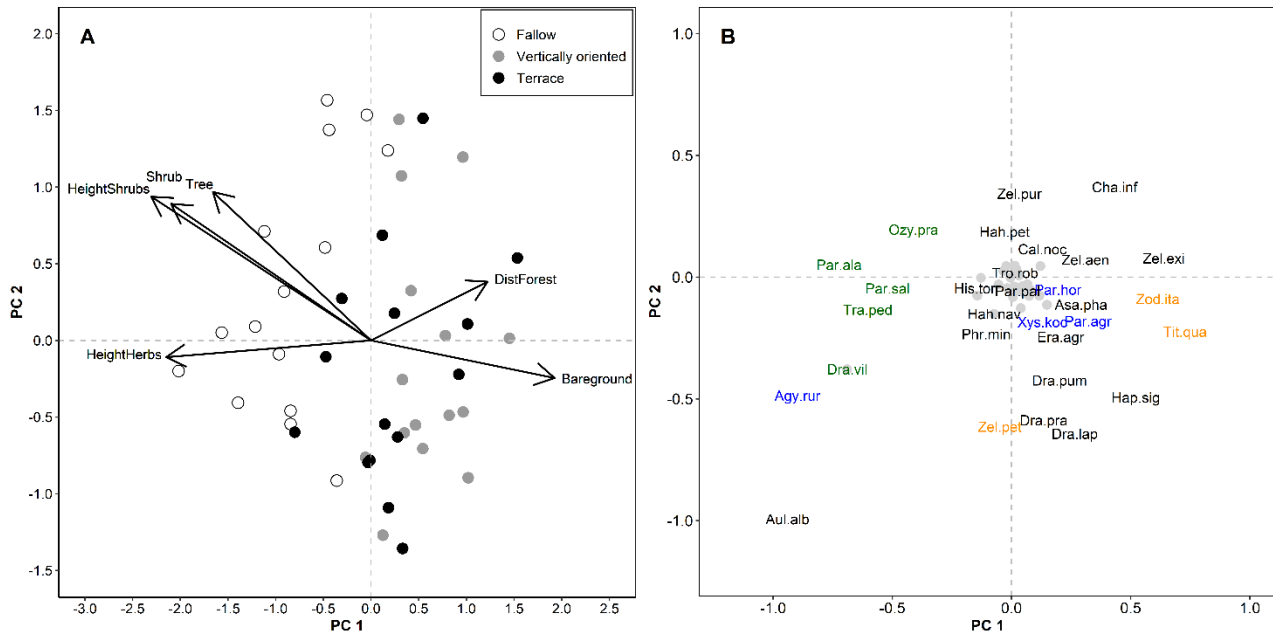 A
Fallow
Vertically oriented
Terrace
2.0
1.5
1.0
0.5
0.0
-0.5
-1.0
-1.5
PC 2
HeightShrubs
Shrub
Tree
DistForest
HeightHerbs
Bareground
-3.0 -2.5 -2.0 -1.5 -1.0 -0.5 0.0 0.5 1.0 1.5 2.0 2.5
PC 1
B
1.0
0.5
0.0
-0.5
-1.0
PC 2
Zel.pur
Cha.inf
Ozy.pra
Hah.pet
Cal.noc
Par.ala
Zel.aen
Zel.exi
Tro.rob
Par.sal
His.ton
Par.pal
Par.hor
Zod.ita
Tra.ped
Asa.pha
Hah.nav
Xys.koc
Par.agr
Tit.qua
Phr.min
Era.agr
Dra.vil
Dra.pum
Agy.rur
Hap.sig
Zel.pet
Dra.pra
Dra.lap
Aul.alb
-1.0 -0.5 0.0 0.5 1.0
PC 1